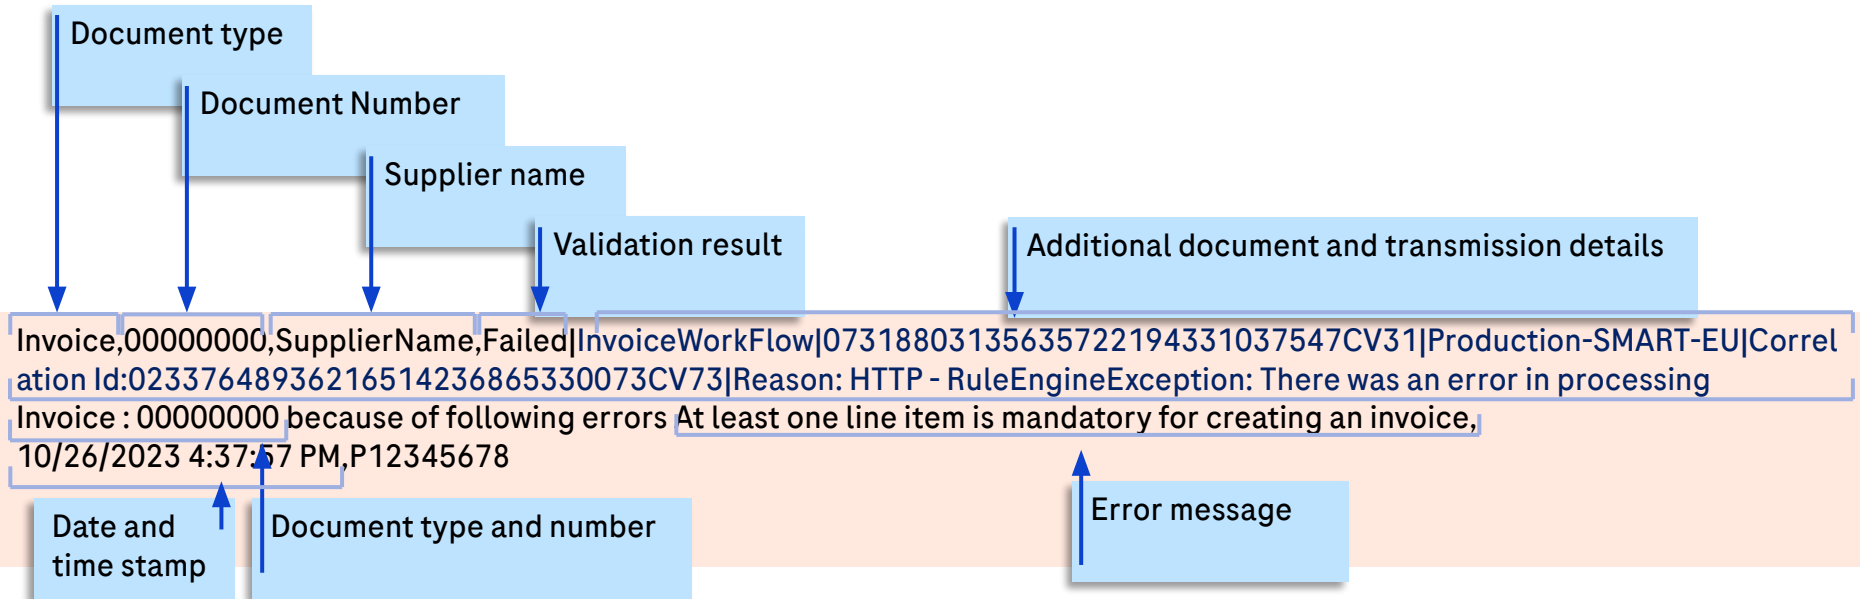 Document type
Document Number
Supplier name
Validation result
Additional document and transmission details
Invoice,00000000,SupplierName,Failed|InvoiceWorkFlow|07318803135635722194331037547CV31|Production-SMART-EU|Correl
ation Id:02337648936216514236865330073CV73|Reason: HTTP - RuleEngineException: There was an error in processing
Invoice : 00000000 because of following errors At least one line item is mandatory for creating an invoice,
10/26/2023 4:37:57 PM,P12345678
Date and
time stamp
Document type and number
Error message